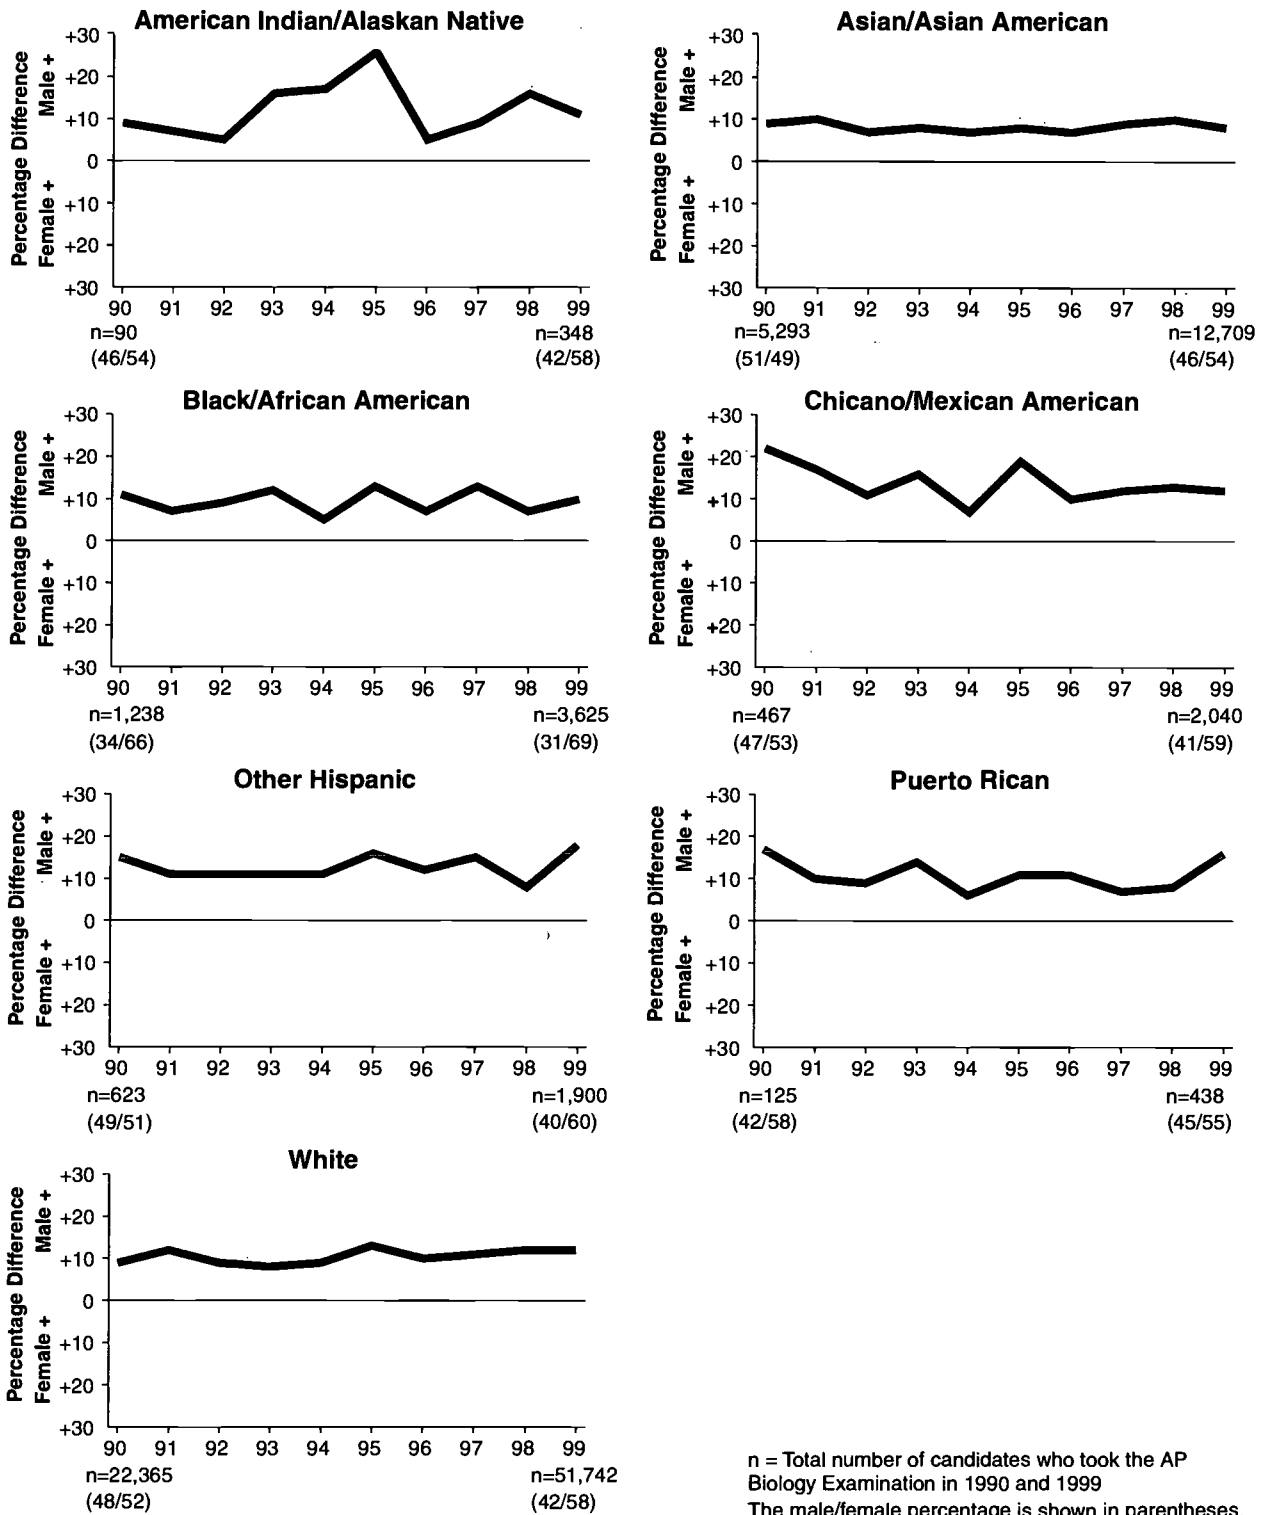 American Indian/Alaskan Native
Percentage Difference
Female + Male +
+30
+20
+10
0
+10
+20
+30
90 91 92 93 94 95 96 97 98 99
n=90 n=348
(46/54) (42/58)
Asian/Asian American
Percentage Difference
Female + Male +
+30
+20
+10
0
+10
+20
+30
90 91 92 93 94 95 96 97 98 99
n=5,293 n=12,709
(51/49) (46/54)
Black/African American
Percentage Difference
Female + Male +
+30
+20
+10
0
+10
+20
+30
90 91 92 93 94 95 96 97 98 99
n=1,238 n=3,625
(34/66) (31/69)
Chicano/Mexican American
Percentage Difference
Female + Male +
+30
+20
+10
0
+10
+20
+30
90 91 92 93 94 95 96 97 98 99
n=467 n=2,040
(47/53) (41/59)
Other Hispanic
Percentage Difference
Female + Male +
+30
+20
+10
0
+10
+20
+30
90 91 92 93 94 95 96 97 98 99
n=623 n=1,900
(49/51) (40/60)
Puerto Rican
Percentage Difference
Female + Male +
+30
+20
+10
0
+10
+20
+30
90 91 92 93 94 95 96 97 98 99
n=125 n=438
(42/58) (45/55)
White
Percentage Difference
Female + Male +
+30
+20
+10
0
+10
+20
+30
90 91 92 93 94 95 96 97 98 99
n=22,365 n=51,742
(48/52) (42/58)
n = Total number of candidates who took the AP
Biology Examination in 1990 and 1999
The male/female percentage is shown in parentheses